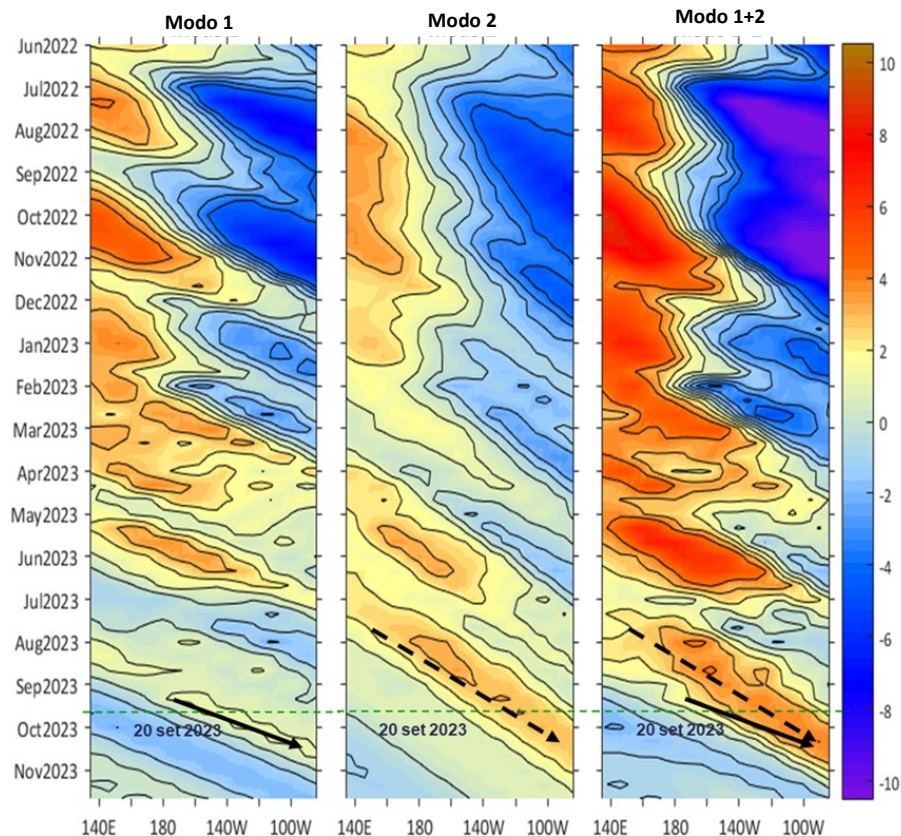 Modo 1
Modo 2
Modo 1+2
Jun2022
Jul2022
Aug2022
Sep2022
Oct2022
Nov2022
Dec2022
Jan2023
Feb2023
Mar2023
Apr2023
May2023
Jun2023
Jul2023
Aug2023
Sep2023
Oct2023
Nov2023
20 set 2023
20 set 2023
20 set 2023
140E 180 140W 100W
140E 180 140W 100W
140E 180 140W 100W
10
8
6
4
2
0
-2
-4
-6
-8
-10